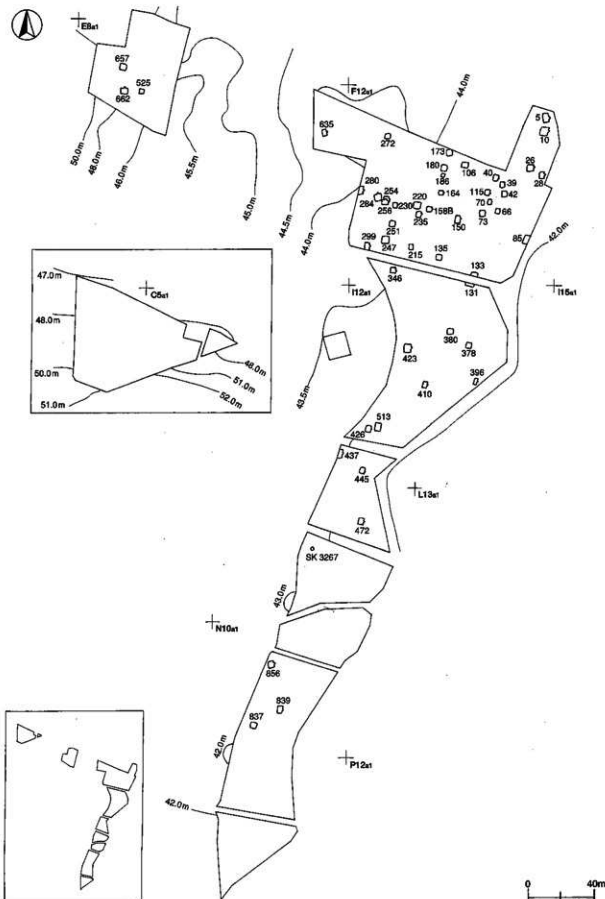 E8a1
657
662
525
50.0m
48.0m
46.0m
45.5m
45.0m
44.5m
44.0m
F12a1
44.0m
635
272
173
180
186
106
5
10
26
28
40
39
42
115
70
66
73
164
158B
150
280
284
254
256
230
220
235
251
247
299
215
135
85
42.0m
133
131
346
I12a1
I15a1
47.0m
C5a1
48.0m
50.0m
51.0m
48.0m
51.0m
52.0m
43.5m
380
378
423
396
410
513
426
437
445
L13a1
472
SK 3267
43.0m
N10a1
856
839
837
42.0m
P12a1
42.0m
0 40m